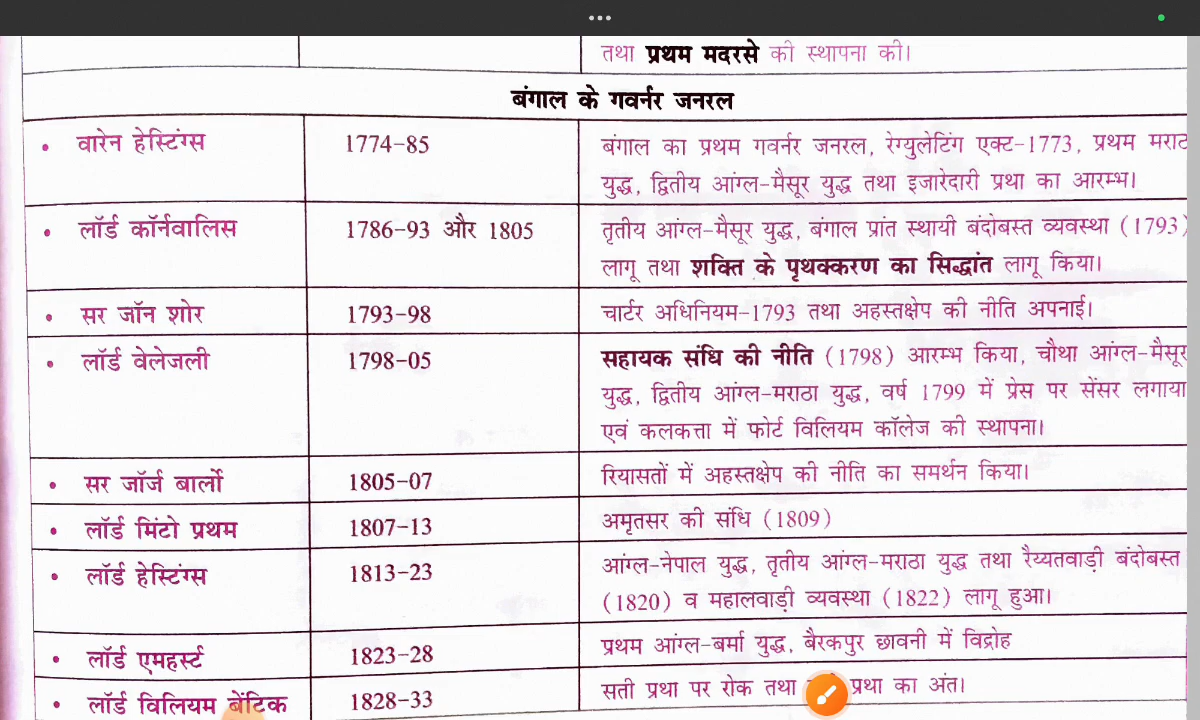 तथा प्रथम मदरसे की स्थापना की।
बंगाल के गवर्नर जनरल
• वारेन हेस्टिंग्स 1774-85 बंगाल का प्रथम गवर्नर जनरल, रेग्युलेटिंग एक्ट-1773, प्रथम
युद्ध, द्वितीय आंग्ल-मैसूर युद्ध तथा इजारेदारी प्रथा का आरम्भ।
• लॉर्ड कॉर्नवालिस 1786-93 और 1805 तृतीय आंग्ल-मैसूर युद्ध, बंगाल प्रांत स्थायी बंदोबस्त व्यवस्था (1793)
लागू तथा शक्ति के पृथक्करण का सिद्धांत लागू किया।
• सर जॉन शोर 1793-98 चार्टर अधिनियम-1793 तथा अहस्तक्षेप की नीति अपनाई।
• लॉर्ड वेलेजली 1798-05 सहायक संधि की नीति (1798) आरम्भ किया, चौथा आंग्ल-मैसूर
युद्ध, द्वितीय आंग्ल-मराठा युद्ध, वर्ष 1799 में प्रेस पर सेंसर लगाया
एवं कलकत्ता में फोर्ट विलियम कॉलेज की स्थापना।
• सर जॉर्ज बार्लो 1805-07 रियासतों में अहस्तक्षेप की नीति का समर्थन किया।
• लॉर्ड मिंटो प्रथम 1807-13 अमृतसर की संधि (1809)
• लॉर्ड हेस्टिंग्स 1813-23 आंग्ल-नेपाल युद्ध, तृतीय आंग्ल-मराठा युद्ध तथा रैय्यतवाड़ी बंदोबस्त
(1820) व महालवाड़ी व्यवस्था (1822) लागू हुआ।
• लॉर्ड एमहर्स्ट 1823-28 प्रथम आंग्ल-बर्मा युद्ध, बैरकपुर छावनी में विद्रोह
• लॉर्ड विलियम बेंटिक 1828-33 सती प्रथा पर रोक तथा प्रथा का अंत।